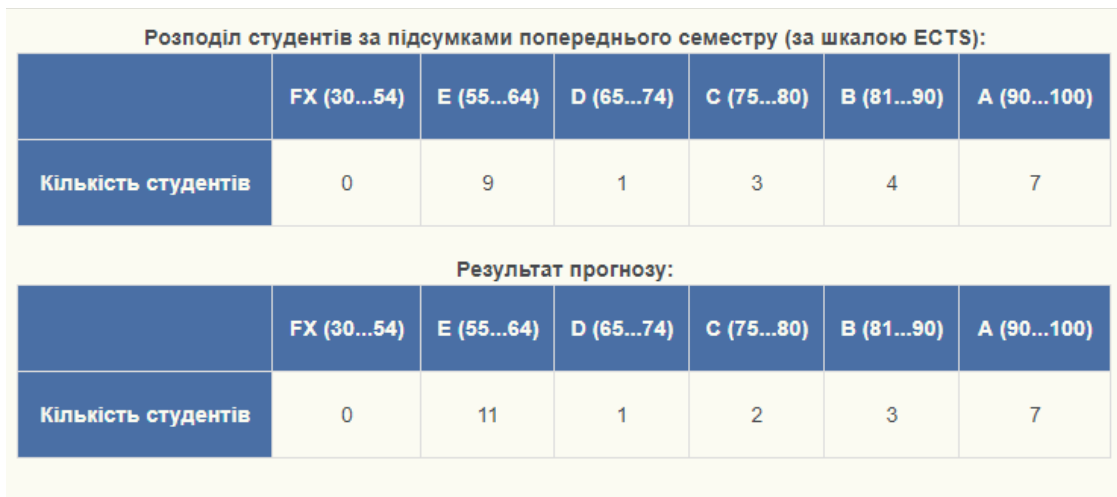 Розподіл студентів за підсумками попереднього семестру (за шкалою ECTS):
FX (30...54) E (55...64) D (65...74) C (75...80) B (81...90) A (90...100)
Кількість студентів 0 9 1 3 4 7
Результат прогнозу:
FX (30...54) E (55...64) D (65...74) C (75...80) B (81...90) A (90...100)
Кількість студентів 0 11 1 2 3 7